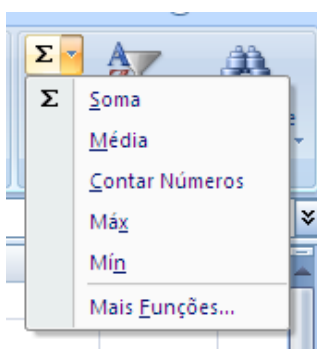 Σ
Σ Soma
Média
Contar Números
Máx
Mín
Mais Funções...